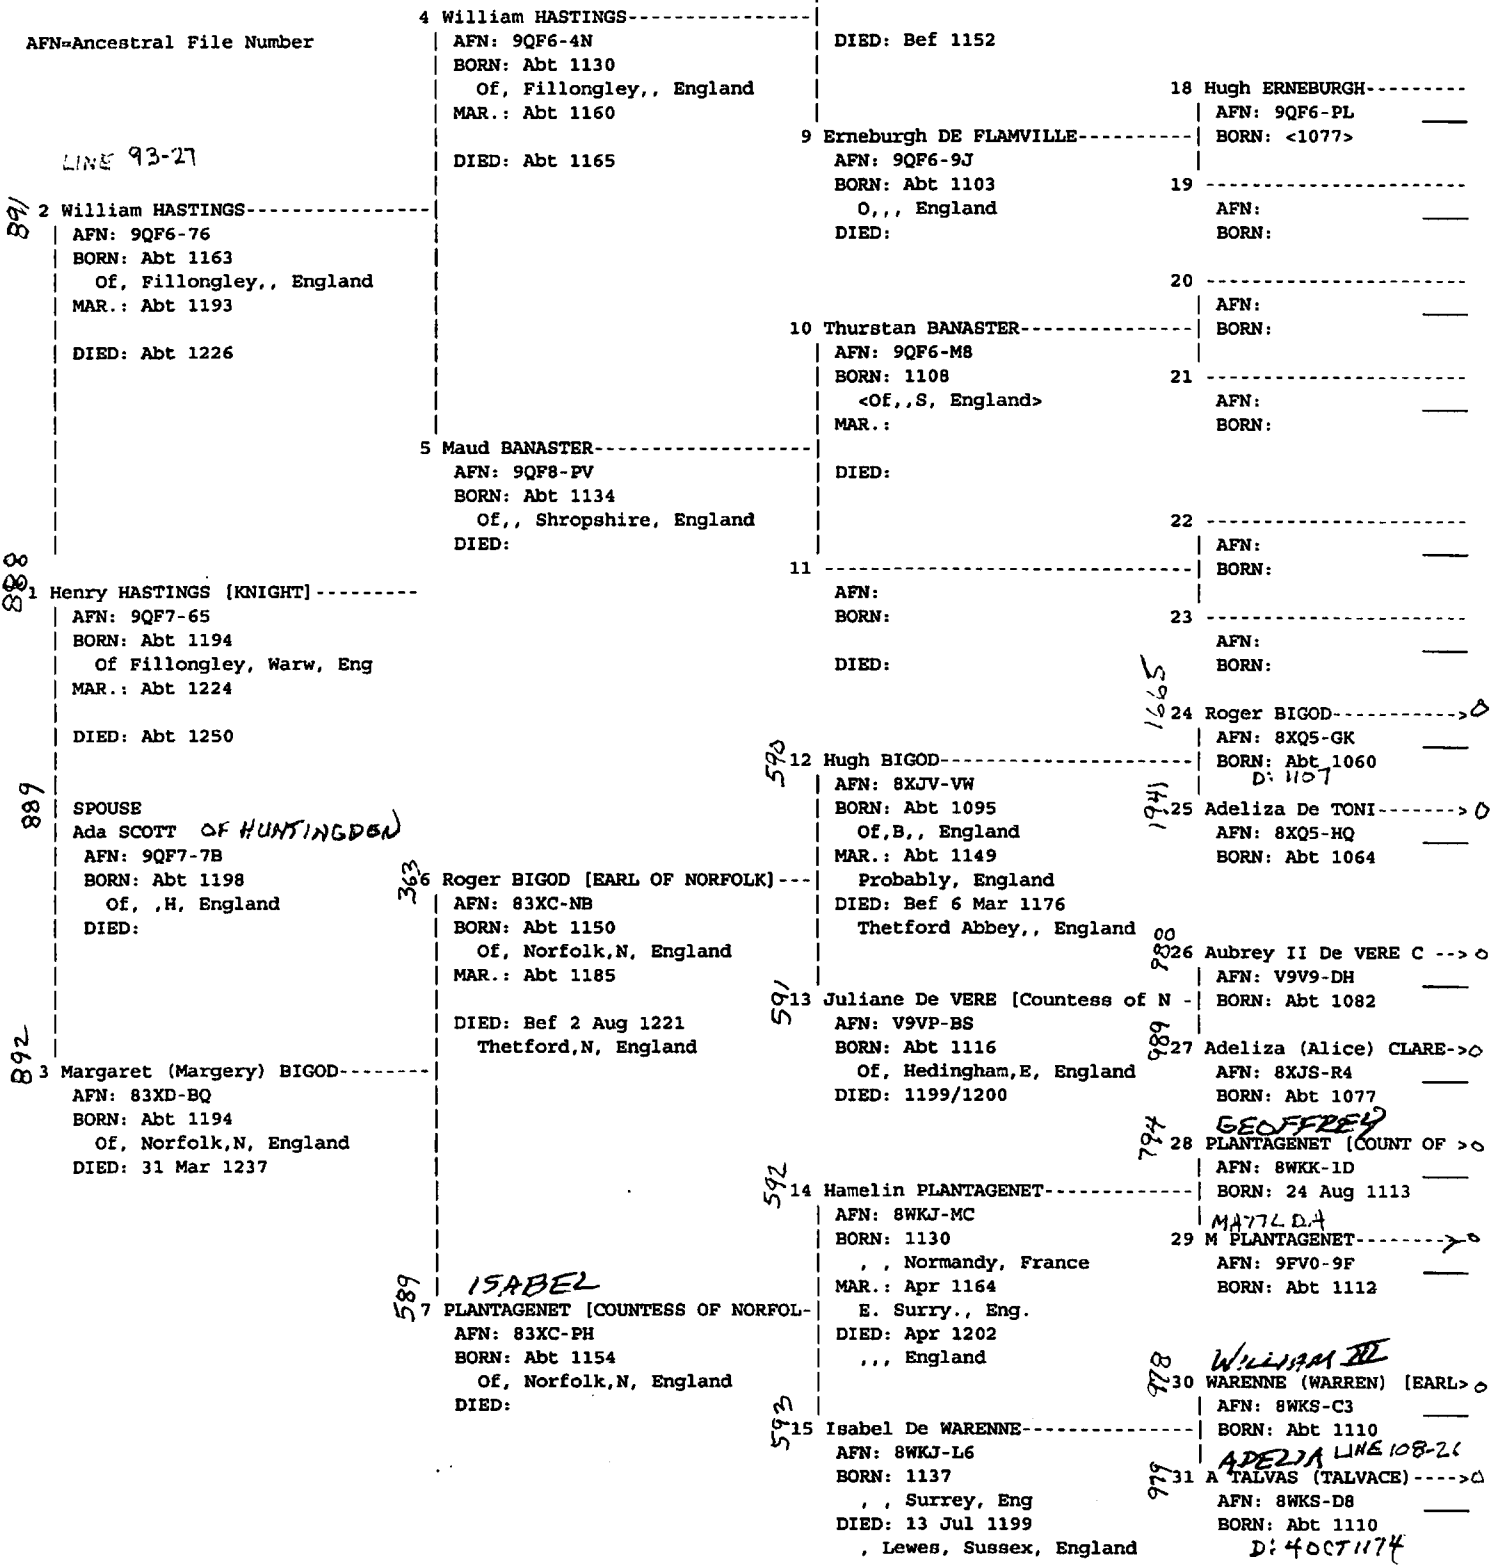 4 William HASTINGS
AFN: 9QF6-4N
BORN: Abt 1130
Of, Fillongley,, England
MAR.: Abt 1160
DIED: Abt 1165
AFN=Ancestral File Number
LINE 93-27
891
2 William HASTINGS
AFN: 9QF6-76
BORN: Abt 1163
Of, Fillongley,, England
MAR.: Abt 1193
DIED: Abt 1226
5 Maud BANASTER
AFN: 9QF8-PV
BORN: Abt 1134
Of,, Shropshire, England
DIED:
888
1 Henry HASTINGS [KNIGHT]
AFN: 9QF7-65
BORN: Abt 1194
Of Fillongley, Warw, Eng
MAR.: Abt 1224
DIED: Abt 1250
889
SPOUSE
Ada SCOTT OF HUNTINGDEN
AFN: 9QF7-7B
BORN: Abt 1198
Of, ,H, England
DIED:
363
6 Roger BIGOD [EARL OF NORFOLK]
AFN: 83XC-NB
BORN: Abt 1150
Of, Norfolk,N, England
MAR.: Abt 1185
DIED: Bef 2 Aug 1221
Thetford,N, England
892
3 Margaret (Margery) BIGOD
AFN: 83XD-BQ
BORN: Abt 1194
Of, Norfolk,N, England
DIED: 31 Mar 1237
589
ISABEL
7 PLANTAGENET [COUNTESS OF NORFOL-
AFN: 83XC-PH
BORN: Abt 1154
Of, Norfolk,N, England
DIED:
DIED: Bef 1152
9 Erneburgh DE FLAMVILLE
AFN: 9QF6-9J
BORN: Abt 1103
O,,, England
DIED:
10 Thurstan BANASTER
AFN: 9QF6-M8
BORN: 1108
<Of,,S, England>
MAR.:
DIED:
11
AFN:
BORN:
DIED:
590
12 Hugh BIGOD
AFN: 8XJV-VW
BORN: Abt 1095
Of,B,, England
MAR.: Abt 1149
Probably, England
DIED: Bef 6 Mar 1176
Thetford Abbey,, England
591
13 Juliane De VERE [Countess of N -
AFN: V9VP-BS
BORN: Abt 1116
Of, Hedingham,E, England
DIED: 1199/1200
592
14 Hamelin PLANTAGENET
AFN: 8WKJ-MC
BORN: 1130
, , Normandy, France
MAR.: Apr 1164
E. Surry., Eng.
DIED: Apr 1202
,,, England
593
15 Isabel De WARENNE
AFN: 8WKJ-L6
BORN: 1137
, , Surrey, Eng
DIED: 13 Jul 1199
, Lewes, Sussex, England
18 Hugh ERNEBURGH
AFN: 9QF6-PL
BORN: <1077>
19
AFN:
BORN:
20
AFN:
BORN:
21
AFN:
BORN:
22
AFN:
BORN:
23
AFN:
BORN:
1665
24 Roger BIGOD
AFN: 8XQ5-GK
BORN: Abt 1060
D: 1107
1941
25 Adeliza De TONI
AFN: 8XQ5-HQ
BORN: Abt 1064
26 Aubrey II De VERE C
AFN: V9V9-DH
BORN: Abt 1082
989
27 Adeliza (Alice) CLARE
AFN: 8XJS-R4
BORN: Abt 1077
794
GEOFFREY
28 PLANTAGENET [COUNT OF
AFN: 8WKK-1D
BORN: 24 Aug 1113
MATILDA
29 M PLANTAGENET
AFN: 9FV0-9F
BORN: Abt 1112
978
WILLIAM III
30 WARENNE (WARREN) [EARL
AFN: 8WKS-C3
BORN: Abt 1110
979
ADELIA LINE 108-26
31 A TALVAS (TALVACE)
AFN: 8WKS-D8
BORN: Abt 1110
D: 4 OCT 1174